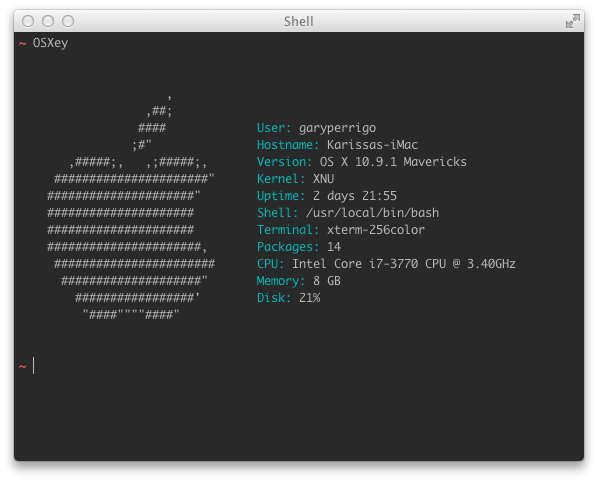 Shell
~ OSXey
                     ,
                  ,##;
                 ####             User: garyperrigo
                ;#"               Hostname: Karissas-iMac
       ,#####;,   ,;#####;,       Version: OS X 10.9.1 Mavericks
     ######################"      Kernel: XNU
    #####################"        Uptime: 2 days 21:55
    #####################         Shell: /usr/local/bin/bash
    #####################         Terminal: xterm-256color
    ######################,       Packages: 14
     #######################      CPU: Intel Core i7-3770 CPU @ 3.40GHz
      ####################"       Memory: 8 GB
        #################'        Disk: 21%
         "####""""####"
~